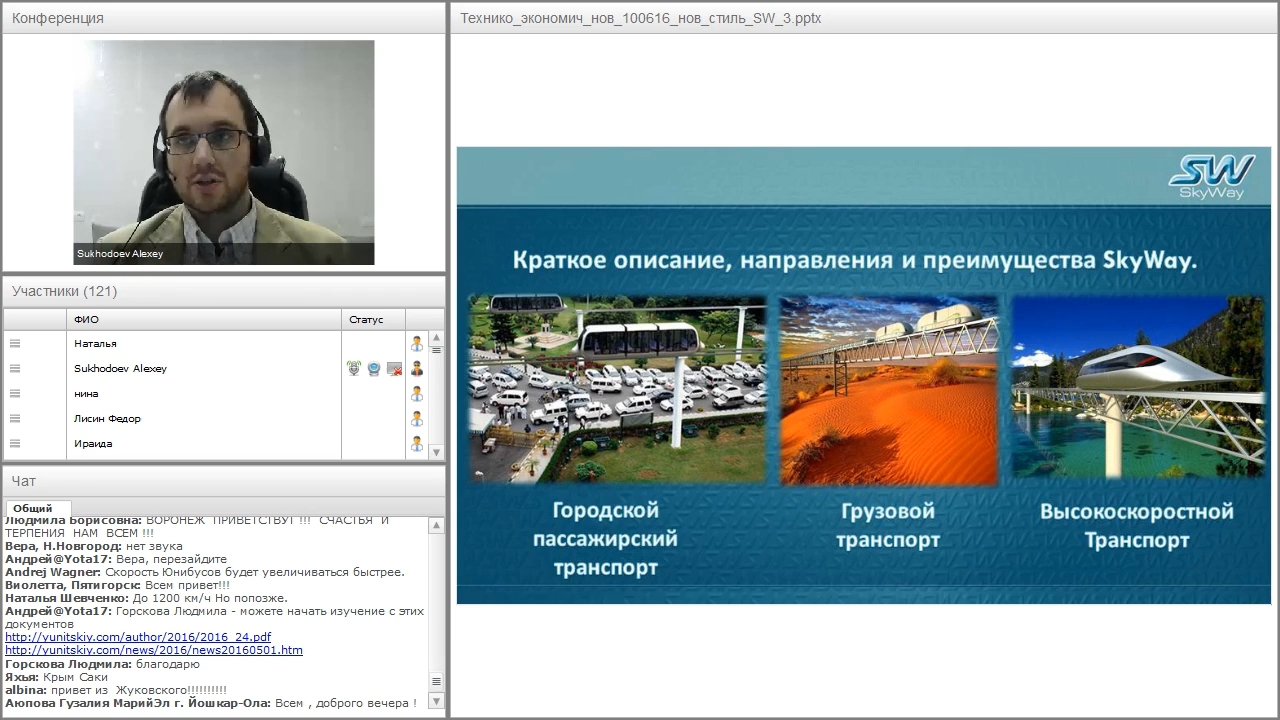 Конференция
Sukhodoev Alexey
Участники (121)
ФИО
Статус
Наталья
Sukhodoev Alexey
нина
Лисин Федор
Ираида
Чат
Общий
Людмила Борисовна: ВОРОНЕЖ ПРИВЕТСТВУТ !!! СЧАСТЬЯ И
ТЕРПЕНИЯ НАМ ВСЕМ !!!
Вера, Н.Новгород: нет звука
Андрей@Yota17: Вера, перезайдите
Andrej Wagner: Скорость Юнибусов будет увеличиваться быстрее.
Виолетта, Пятигорск: Всем привет!!!
Наталья Шевченко: До 1200 км/ч Но попозже.
Андрей@Yota17: Горскова Людмила - можете начать изучение с этих
документов
http://yunitskiy.com/author/2016/2016_24.pdf
http://yunitskiy.com/news/2016/news20160501.htm
Горскова Людмила: благодарю
Яхья: Крым Саки
albina: привет из Жуковского!!!!!!!!!!
Аюпова Гузалия МарийЭл г. Йошкар-Ола: Всем , доброго вечера !
Технико_экономич_нов_100616_нов_стиль_SW_3.pptx
SW
SkyWay
Краткое описание, направления и преимущества SkyWay.
Городской
пассажирский
транспорт
Грузовой
транспорт
Высокоскоростной
Транспорт